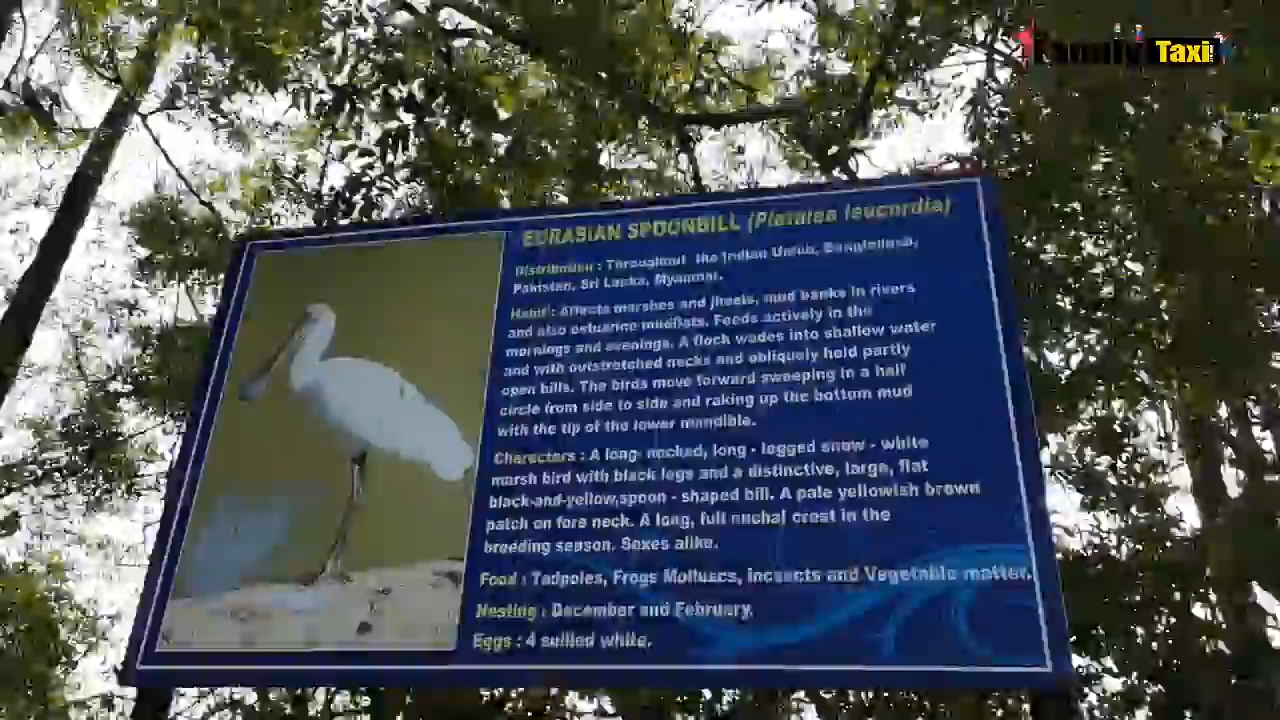 Family Taxi
EURASIAN SPOONBILL (Platalea leucordia)
Distribution : Throughout the Indian Union, Bangladesh,
Pakistan, Sri Lanka, Myanmar.
Habit : Affects marshes and jheels, mud banks in rivers
and also estuarine mudflats. Feeds actively in the
mornings and evenings. A flock wades into shallow water
and with outstretched necks and obliquely hold partly
open bills. The birds move forward sweeping in a half
circle from side to side and raking up the bottom mud
with the tip of the lower mandible.
Characters : A long- necked, long - legged snow - white
marsh bird with black legs and a distinctive, large, flat
black-and-yellow,spoon - shaped bill. A pale yellowish brown
patch on fore neck. A long, full nuchal crest in the
breeding season. Sexes alike.
Food : Tadpoles, Frogs Molluscs, incsects and Vegetable matter.
Nesting : December and February.
Eggs : 4 sullied white.